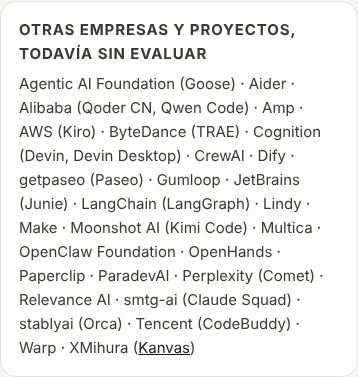 OTRAS EMPRESAS Y PROYECTOS,
TODAVÍA SIN EVALUAR
Agentic AI Foundation (Goose) · Aider ·
Alibaba (Qoder CN, Qwen Code) · Amp ·
AWS (Kiro) · ByteDance (TRAE) · Cognition
(Devin, Devin Desktop) · CrewAI · Dify ·
getpaseo (Paseo) · Gumloop · JetBrains
(Junie) · LangChain (LangGraph) · Lindy ·
Make · Moonshot AI (Kimi Code) · Multica ·
OpenClaw Foundation · OpenHands ·
Paperclip · ParadevAI · Perplexity (Comet) ·
Relevance AI · smtg-ai (Claude Squad) ·
stablyai (Orca) · Tencent (CodeBuddy) ·
Warp · XMihura (Kanvas)